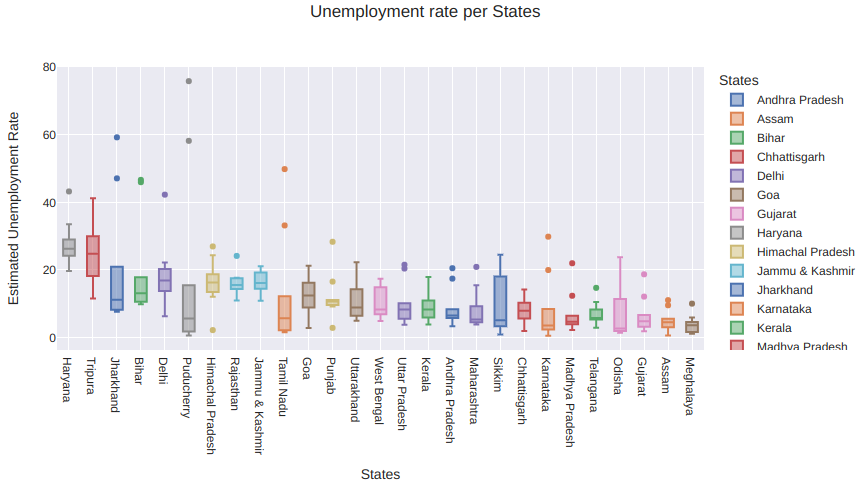 Unemployment rate per States
80
60
40
20
0
Estimated Unemployment Rate
Haryana
Tripura
Jharkhand
Bihar
Delhi
Puducherry
Himachal Pradesh
Rajasthan
Jammu & Kashmir
Tamil Nadu
Goa
Punjab
Uttarakhand
West Bengal
Uttar Pradesh
Kerala
Andhra Pradesh
Maharashtra
Sikkim
Chhattisgarh
Karnataka
Madhya Pradesh
Telangana
Odisha
Gujarat
Assam
Meghalaya
States
States
Andhra Pradesh
Assam
Bihar
Chhattisgarh
Delhi
Goa
Gujarat
Haryana
Himachal Pradesh
Jammu & Kashmir
Jharkhand
Karnataka
Kerala
Madhya Pradesh